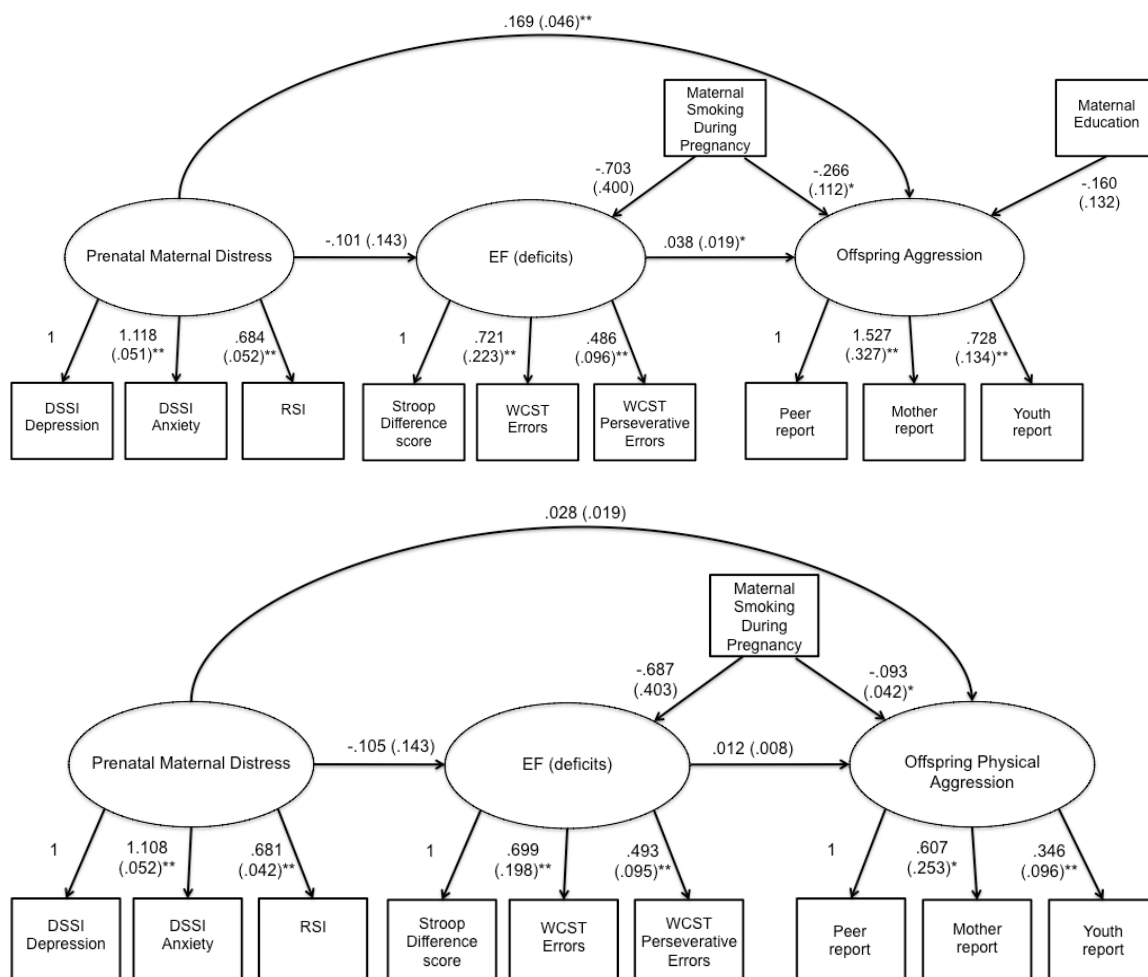 .169 (.046)**
Maternal
Smoking
During
Pregnancy
Maternal
Education
-.703
(.400)
-.266
(.112)*
-.160
(.132)
Prenatal Maternal Distress
-.101 (.143)
EF (deficits)
.038 (.019)*
Offspring Aggression
1
1.118
(.051)**
.684
(.052)**
1
.721
(.223)**
.486
(.096)**
1
1.527
(.327)**
.728
(.134)**
DSSI
Depression
DSSI
Anxiety
RSI
Stroop
Difference
score
WCST
Errors
WCST
Perseverative
Errors
Peer
report
Mother
report
Youth
report
.028 (.019)
Maternal
Smoking
During
Pregnancy
-.687
(.403)
-.093
(.042)*
Prenatal Maternal Distress
-.105 (.143)
EF (deficits)
.012 (.008)
Offspring Physical
Aggression
1
1.108
(.052)**
.681
(.042)**
1
.699
(.198)**
.493
(.095)**
1
.607
(.253)*
.346
(.096)**
DSSI
Depression
DSSI
Anxiety
RSI
Stroop
Difference
score
WCST
Errors
WCST
Perseverative
Errors
Peer
report
Mother
report
Youth
report